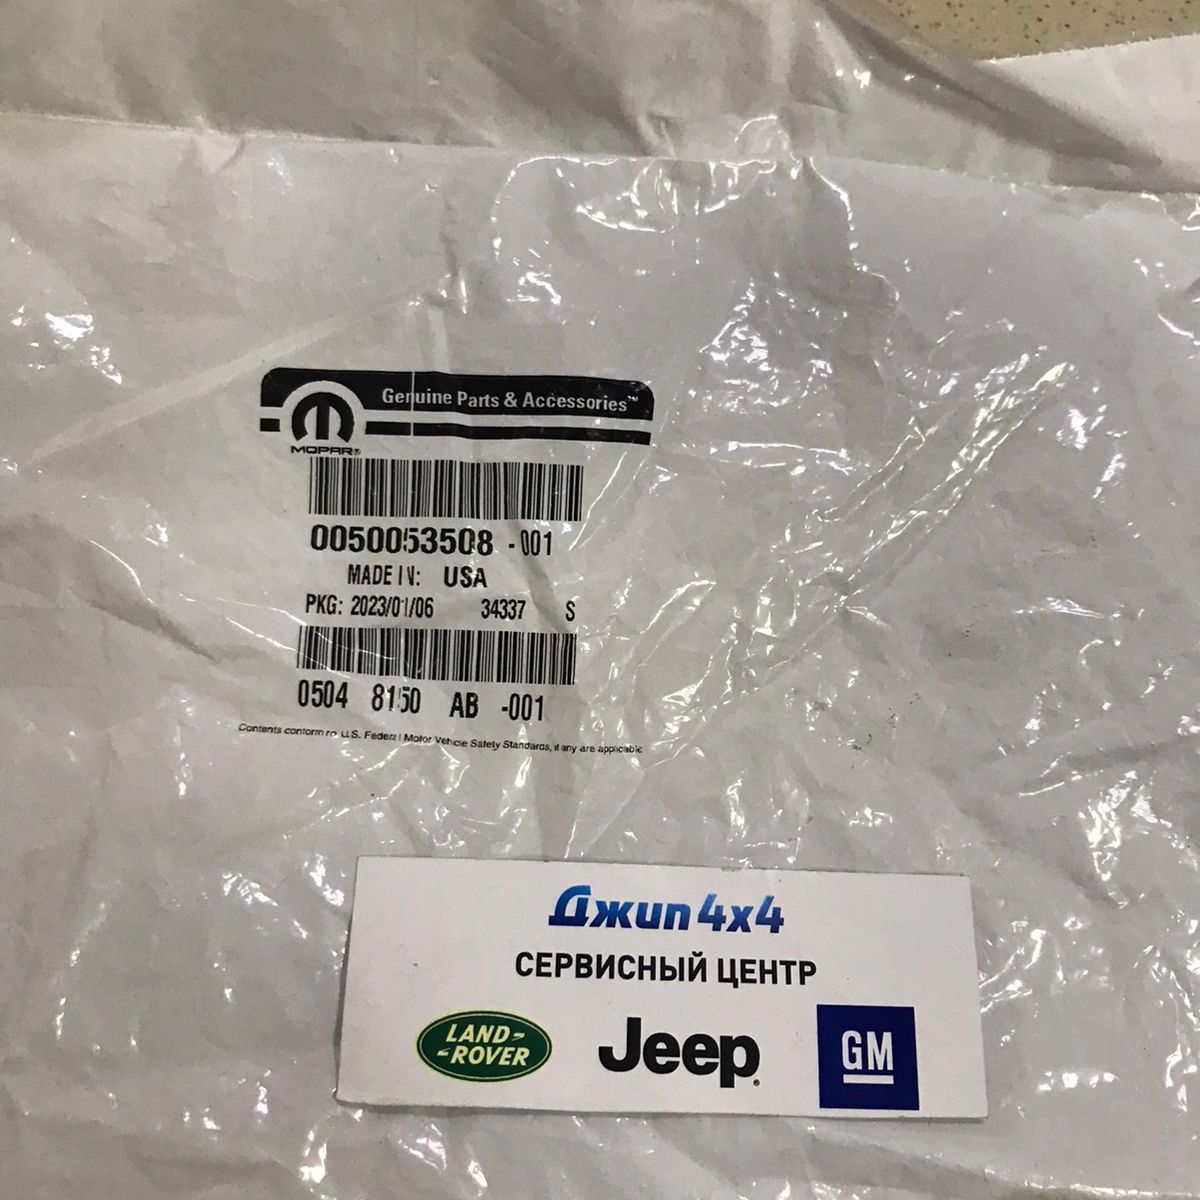 Genuine Parts & Accessories™
MOPAR®
0050053508 -001
MADE IN: USA
PKG: 2023/01/06 34337 S
0504 8150 AB -001
Contents conform to U.S. Federal Motor Vehicle Safety Standards, if any are applicable
Джип 4x4
СЕРВИСНЫЙ ЦЕНТР
LAND-
-ROVER
Jeep®
GM